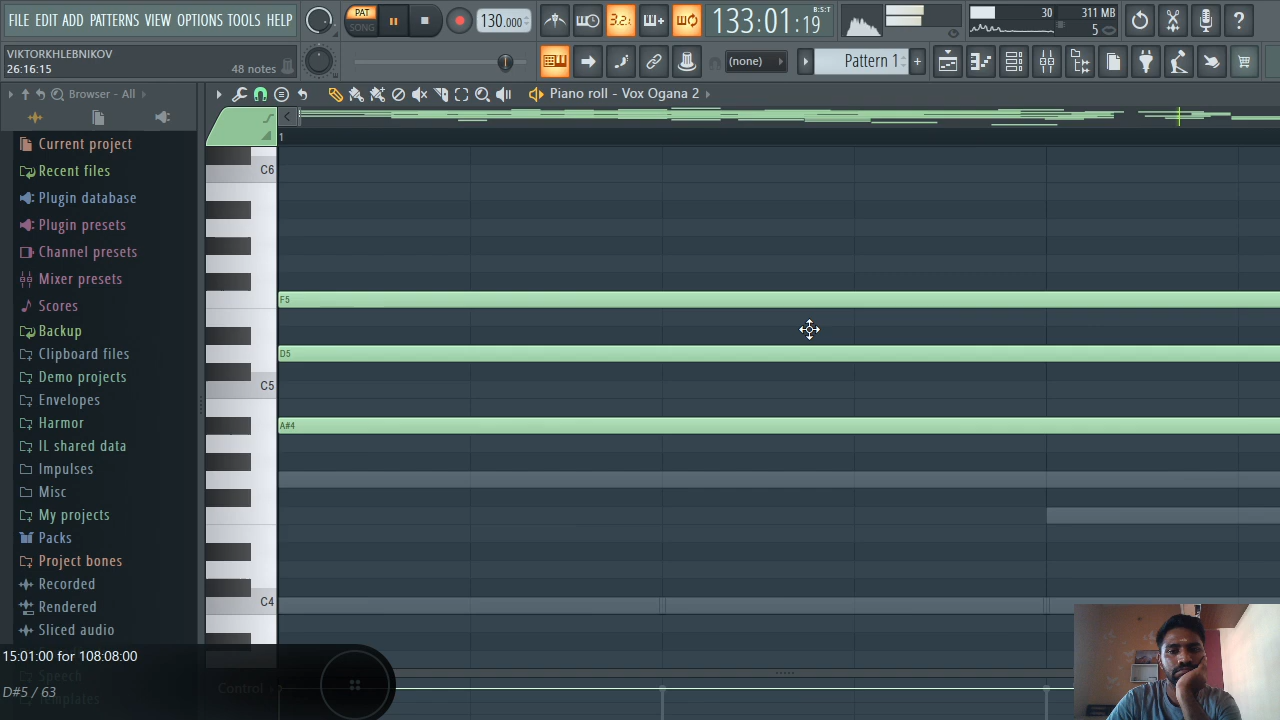 FILE EDIT ADD PATTERNS VIEW OPTIONS TOOLS HELP
PAT
SONG
130.000
3.2.
133:01:19
B:S:T
30
311 MB
5
VIKTORKHLEBNIKOV
26:16:15
48 notes
(none)
Pattern 1
Browser - All
Piano roll - Vox Ogana 2
1
Current project
Recent files
Plugin database
Plugin presets
Channel presets
Mixer presets
Scores
Backup
Clipboard files
Demo projects
Envelopes
Harmor
IL shared data
Impulses
Misc
My projects
Packs
Project bones
Recorded
Rendered
Sliced audio
Speech
Templates
C6
C5
C4
F5
D5
A#4
15:01:00 for 108:08:00
D#5 / 63
Control